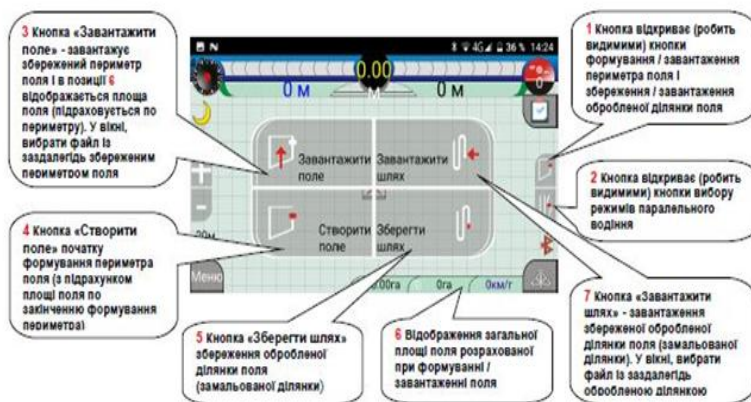 3 Кнопка «Завантажити
поле» - завантажує
збережений периметр
поля і в позиції 6
відображається площа
поля (підраховується по
периметру). У вікні,
вибрати файл із
заздалегідь збереженим
периметром поля
4 Кнопка «Створити
поле» початку
формування периметра
поля (з підрахунком
площі поля по
закінченню формування
периметра)
36 % 14:24
0.00
0 М
М
0 М
0
Завантажити
поле
Завантажити
шлях
Створити
поле
Зберегти
шлях
Меню
0га
0км/г
1 Кнопка відкриває (робить
видимими) кнопки
формування / завантаження
периметра поля і
збереження / завантаження
обробленої ділянки поля
2 Кнопка відкриває (робить
видимими) кнопки вибору
режимів паралельного
водіння
5 Кнопка «Зберегти шлях»
збереження обробленої
ділянки поля
(замальованої ділянки)
6 Відображення загальної
площі поля розрахованої
при формуванні /
завантаженні поля
7 Кнопка «Завантажити
шлях» - завантаження
збереженої обробленої
ділянки поля (замальованої
ділянки). У вікні, вибрати
файл із заздалегідь
обробленою ділянкою